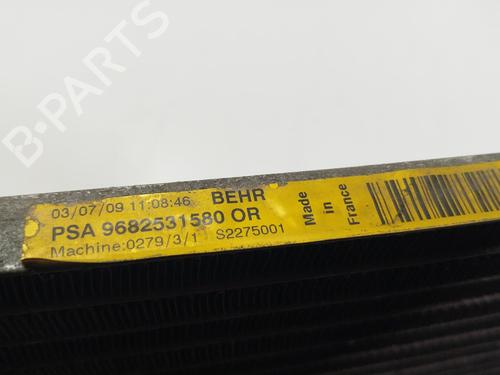 03/07/09 11:08:46 BEHR
PSA 9682531580 OR
Machine:0279/3/1 S2275001
Made in France
B PARTS